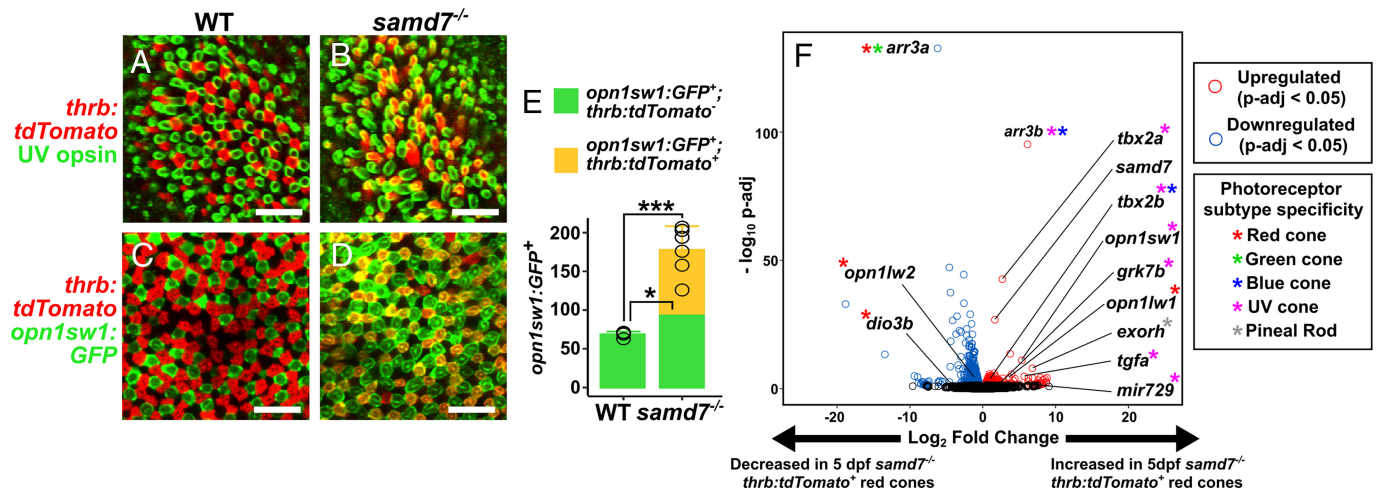 WT
samd7-/-
A
B
thrb:
tdTomato
UV opsin
C
D
thrb:
tdTomato
opn1sw1:
GFP
E
opn1sw1:GFP+;
thrb:tdTomato-
opn1sw1:GFP+;
thrb:tdTomato+
opn1sw1:GFP+
***
*
200
150
100
50
0
WT samd7-/-
F
- log10 p-adj
100
50
0
-20
-10
0
10
20
* * arr3a
arr3b * *
tbx2a *
samd7
tbx2b * *
opn1sw1 *
grk7b *
opn1lw1 *
exorh *
tgfa *
mir729 *
* opn1lw2
* dio3b
Log2 Fold Change
Decreased in 5 dpf samd7-/-
thrb:tdTomato+ red cones
Increased in 5dpf samd7-/-
thrb:tdTomato+ red cones
Upregulated
(p-adj < 0.05)
Downregulated
(p-adj < 0.05)
Photoreceptor
subtype specificity
* Red cone
* Green cone
* Blue cone
* UV cone
* Pineal Rod